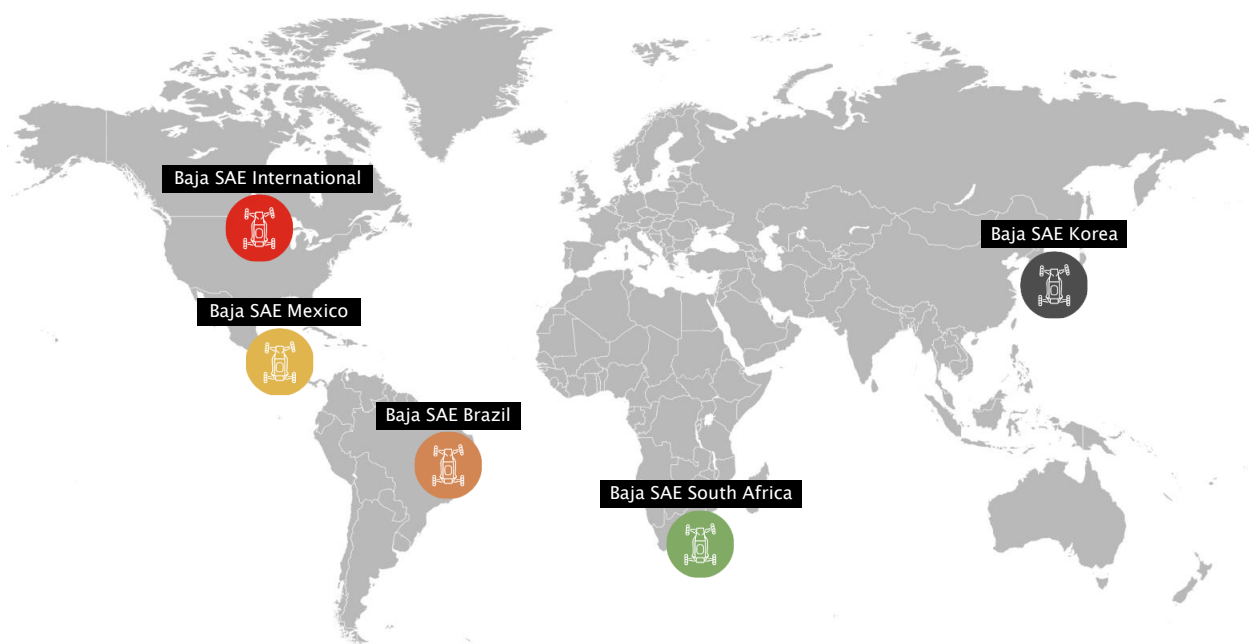 Baja SAE International
Baja SAE Korea
Baja SAE Mexico
Baja SAE Brazil
Baja SAE South Africa